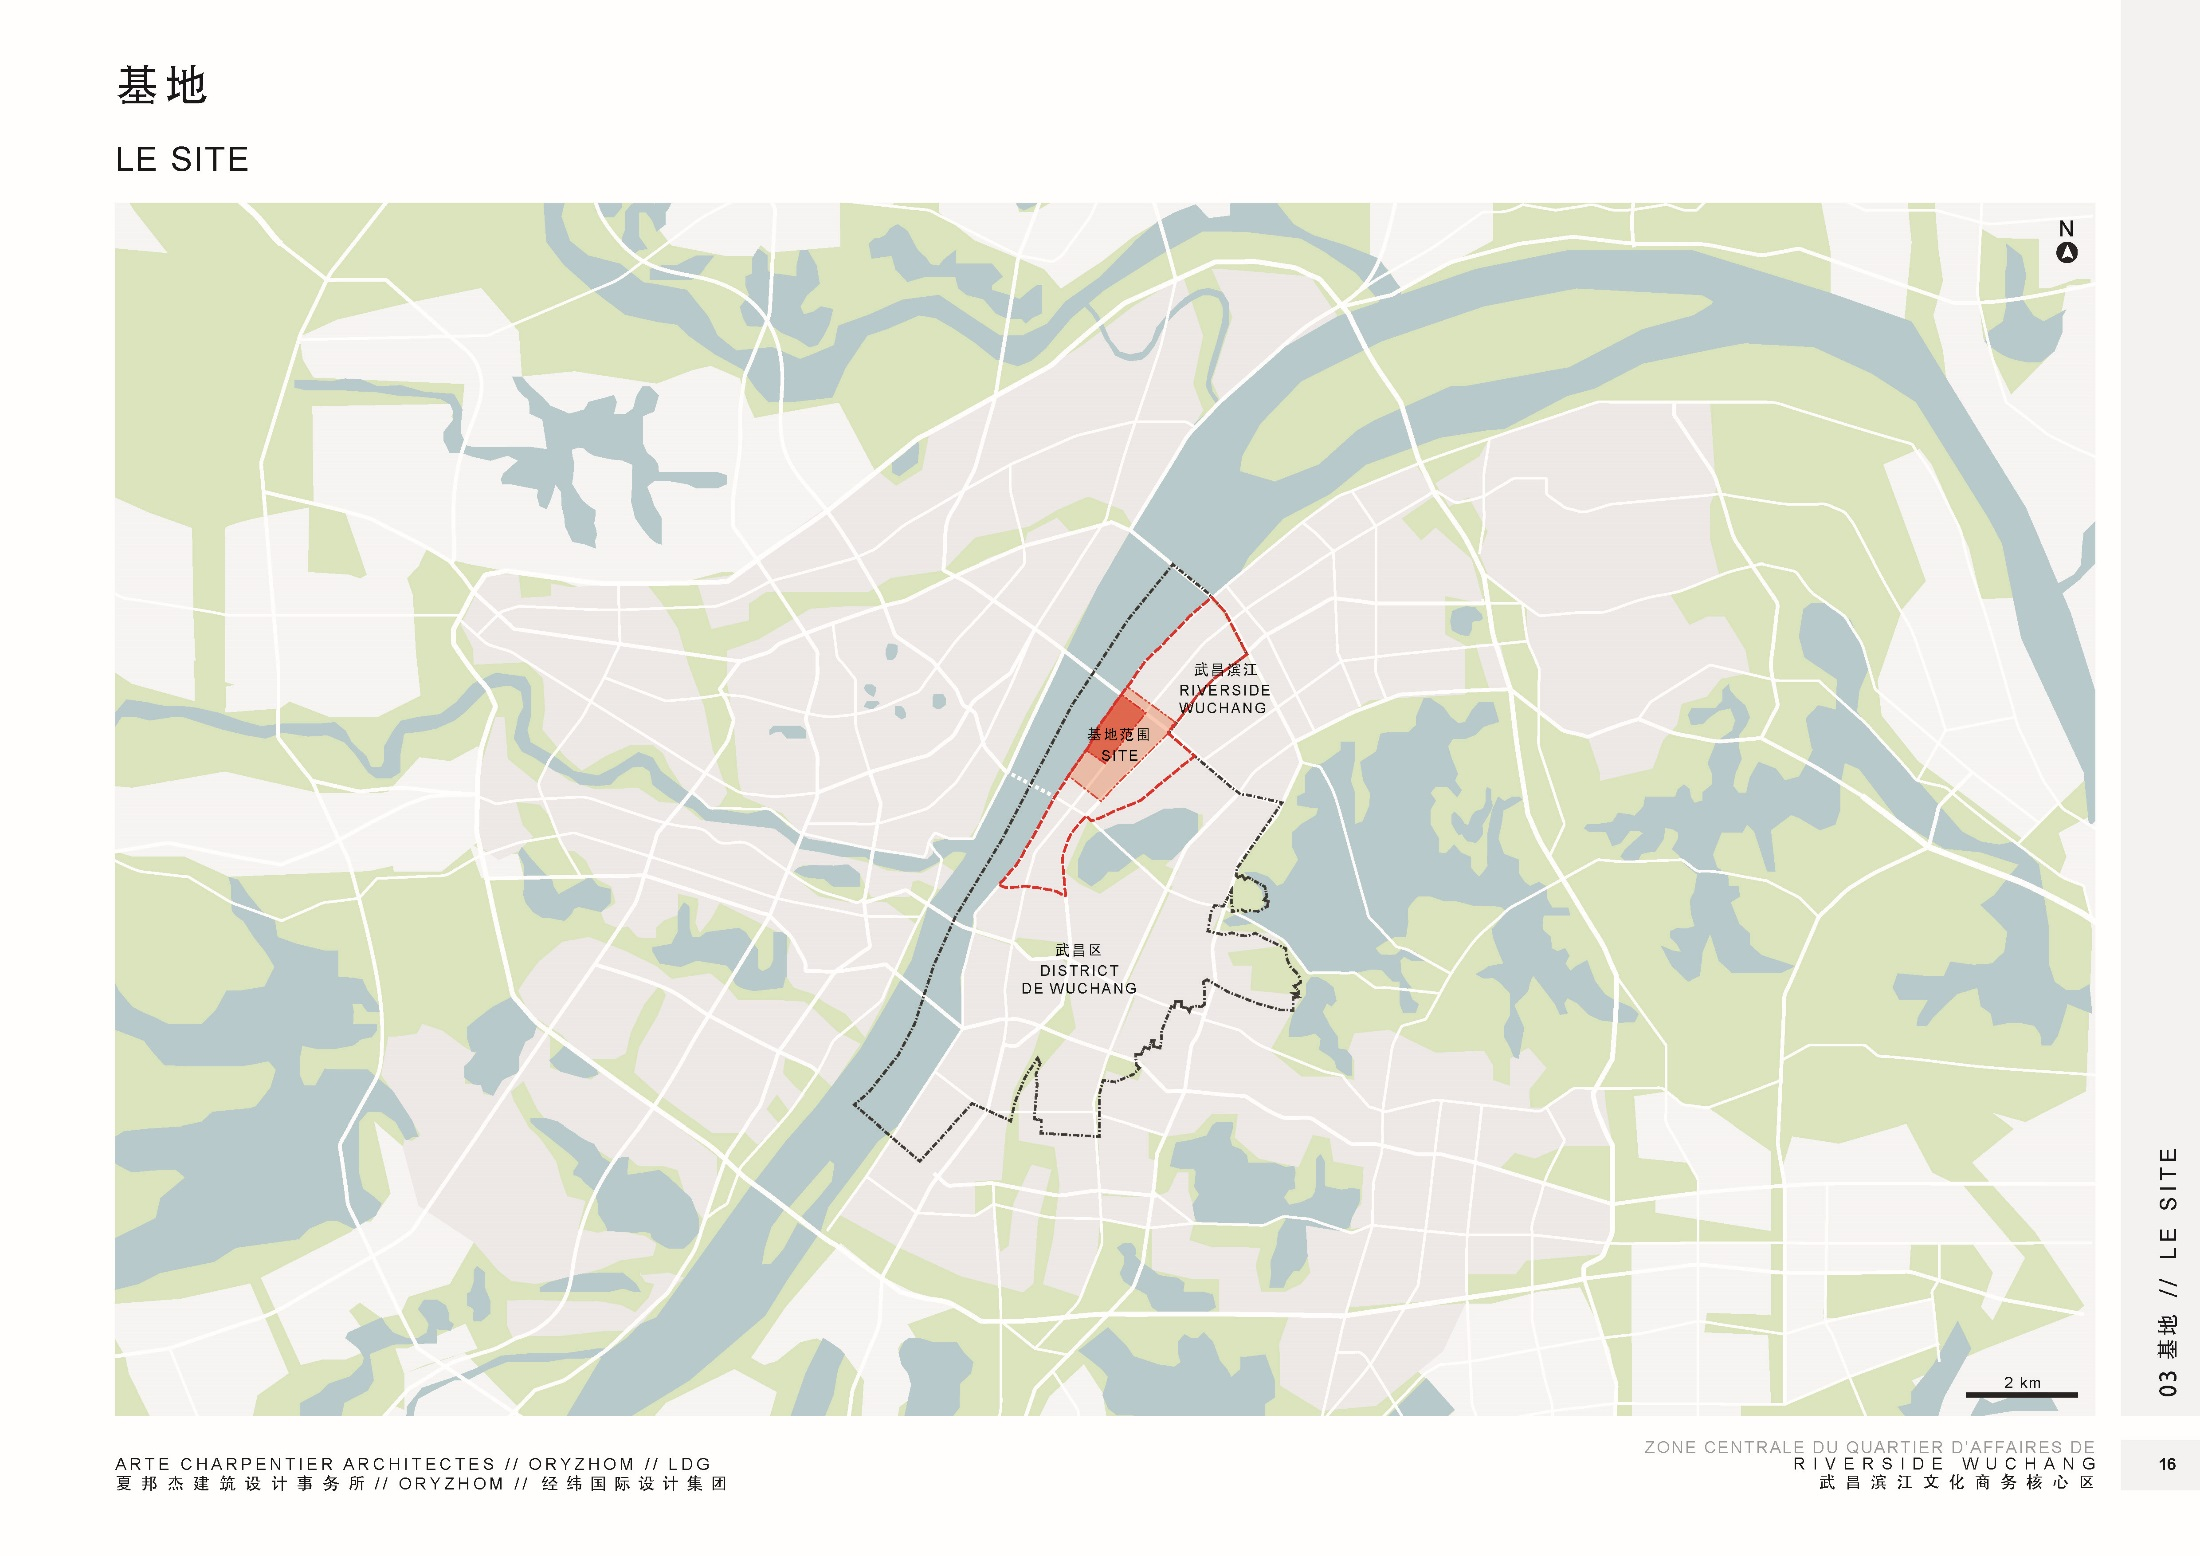 基地
LE SITE
N
武昌滨江
RIVERSIDE
WUCHANG
基地范围
SITE
武昌区
DISTRICT
DE WUCHANG
2 km
03 基地 // LE SITE
ARTE CHARPENTIER ARCHITECTES // ORYZHOM // LDG
夏邦杰建筑设计事务所 // ORYZHOM // 经纬国际设计集团
ZONE CENTRALE DU QUARTIER D'AFFAIRES DE
RIVERSIDE WUCHANG
武昌滨江文化商务核心区
16